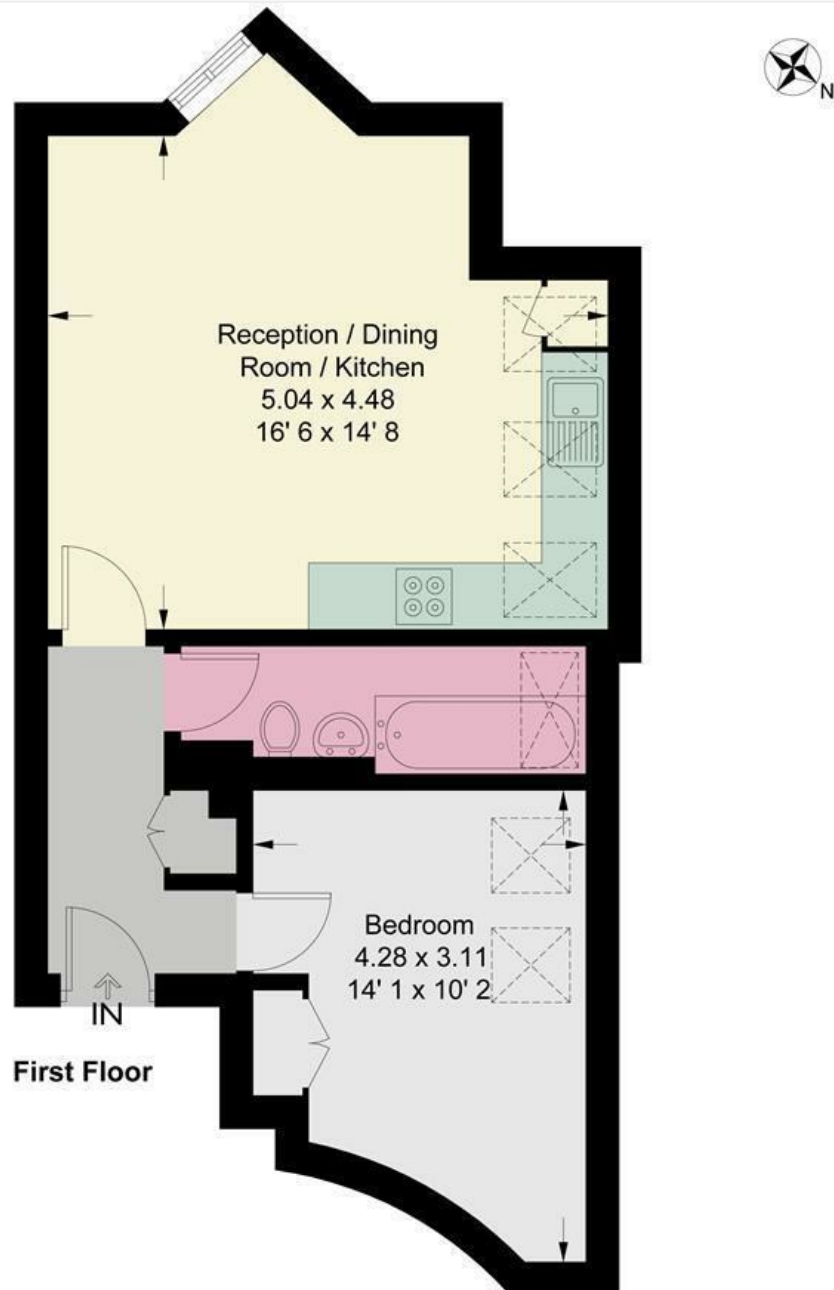 N
Reception / Dining
Room / Kitchen
5.04 x 4.48
16' 6 x 14' 8
Bedroom
4.28 x 3.11
14' 1 x 10' 2
IN
First Floor